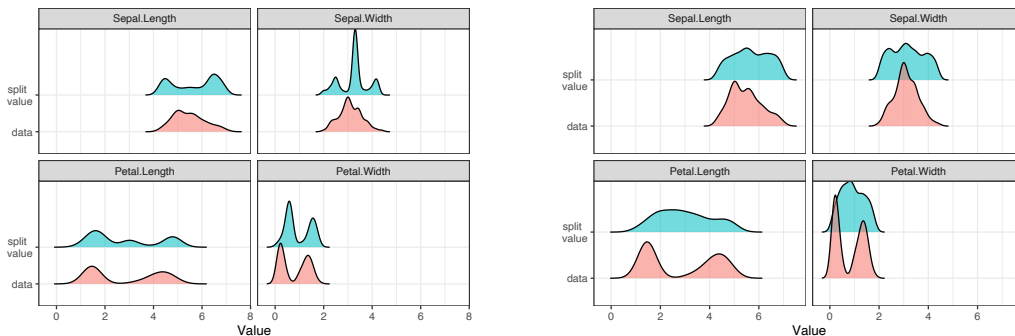 Sepal.Length Sepal.Width
split
value
data
Petal.Length Petal.Width
split
value
data
0 2 4 6 8 0 2 4 6 8
Value
Sepal.Length Sepal.Width
split
value
data
Petal.Length Petal.Width
split
value
data
0 2 4 6 0 2 4 6
Value